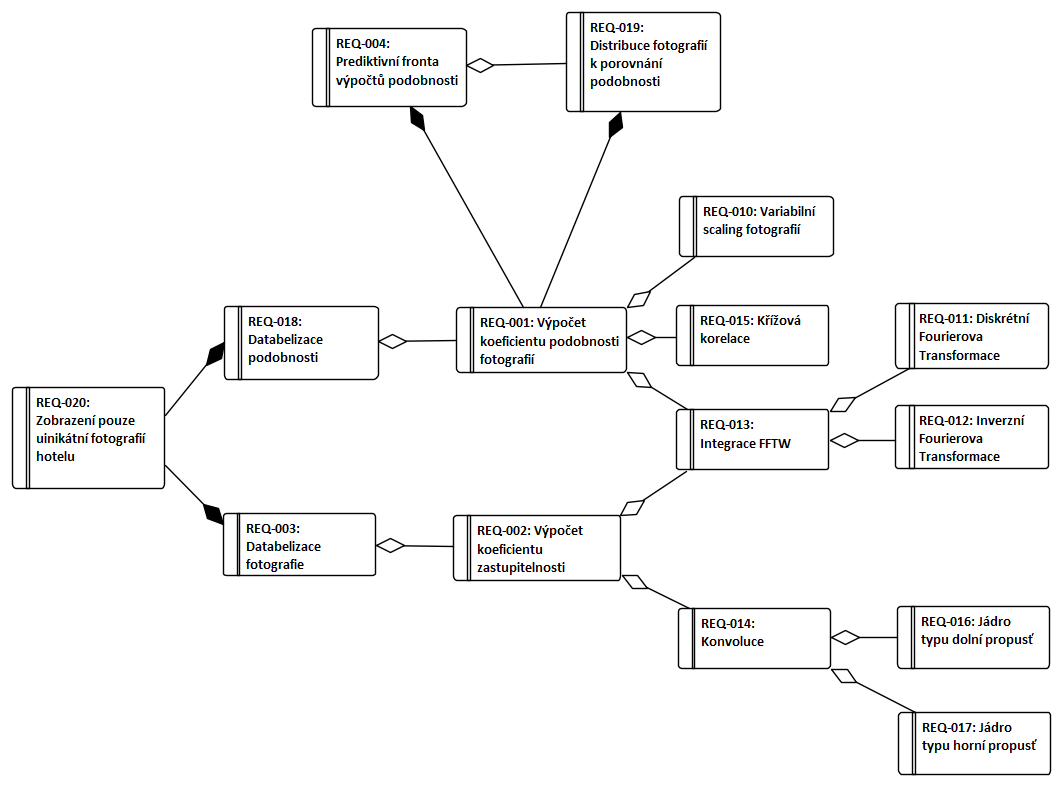 REQ-004:
Prediktivní fronta
výpočtů podobnosti
REQ-019:
Distribuce fotografií
k porovnání
podobnosti
REQ-010: Variabilní
scaling fotografií
REQ-018:
Databelizace
podobnosti
REQ-001: Výpočet
koeficientu podobnosti
fotografií
REQ-015: Křížová
korelace
REQ-011: Diskrétní
Fourierova
Transformace
REQ-020:
Zobrazení pouze
uinikátní fotografií
hotelu
REQ-013:
Integrace FFTW
REQ-012: Inverzní
Fourierova
Transformace
REQ-003:
Databelizace
fotografie
REQ-002: Výpočet
koeficientu
zastupitelnosti
REQ-014:
Konvoluce
REQ-016: Jádro
typu dolní propusť
REQ-017: Jádro
typu horní propusť